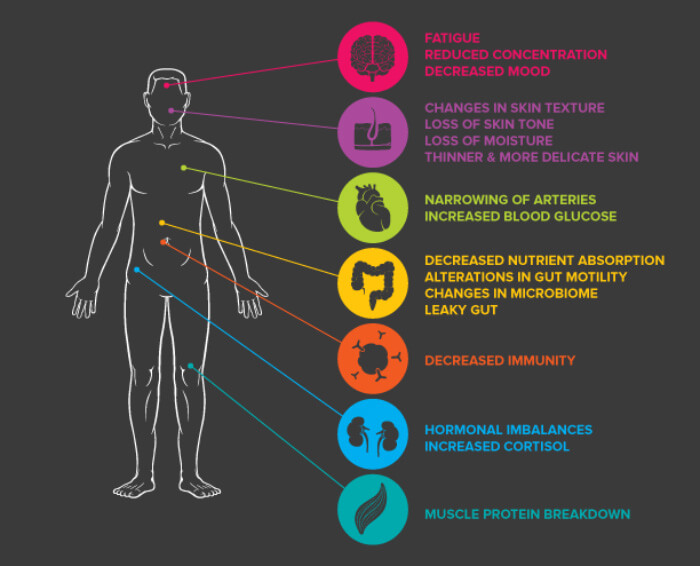 FATIGUE
REDUCED CONCENTRATION
DECREASED MOOD
CHANGES IN SKIN TEXTURE
LOSS OF SKIN TONE
LOSS OF MOISTURE
THINNER & MORE DELICATE SKIN
NARROWING OF ARTERIES
INCREASED BLOOD GLUCOSE
DECREASED NUTRIENT ABSORPTION
ALTERATIONS IN GUT MOTILITY
CHANGES IN MICROBIOME
LEAKY GUT
DECREASED IMMUNITY
HORMONAL IMBALANCES
INCREASED CORTISOL
MUSCLE PROTEIN BREAKDOWN